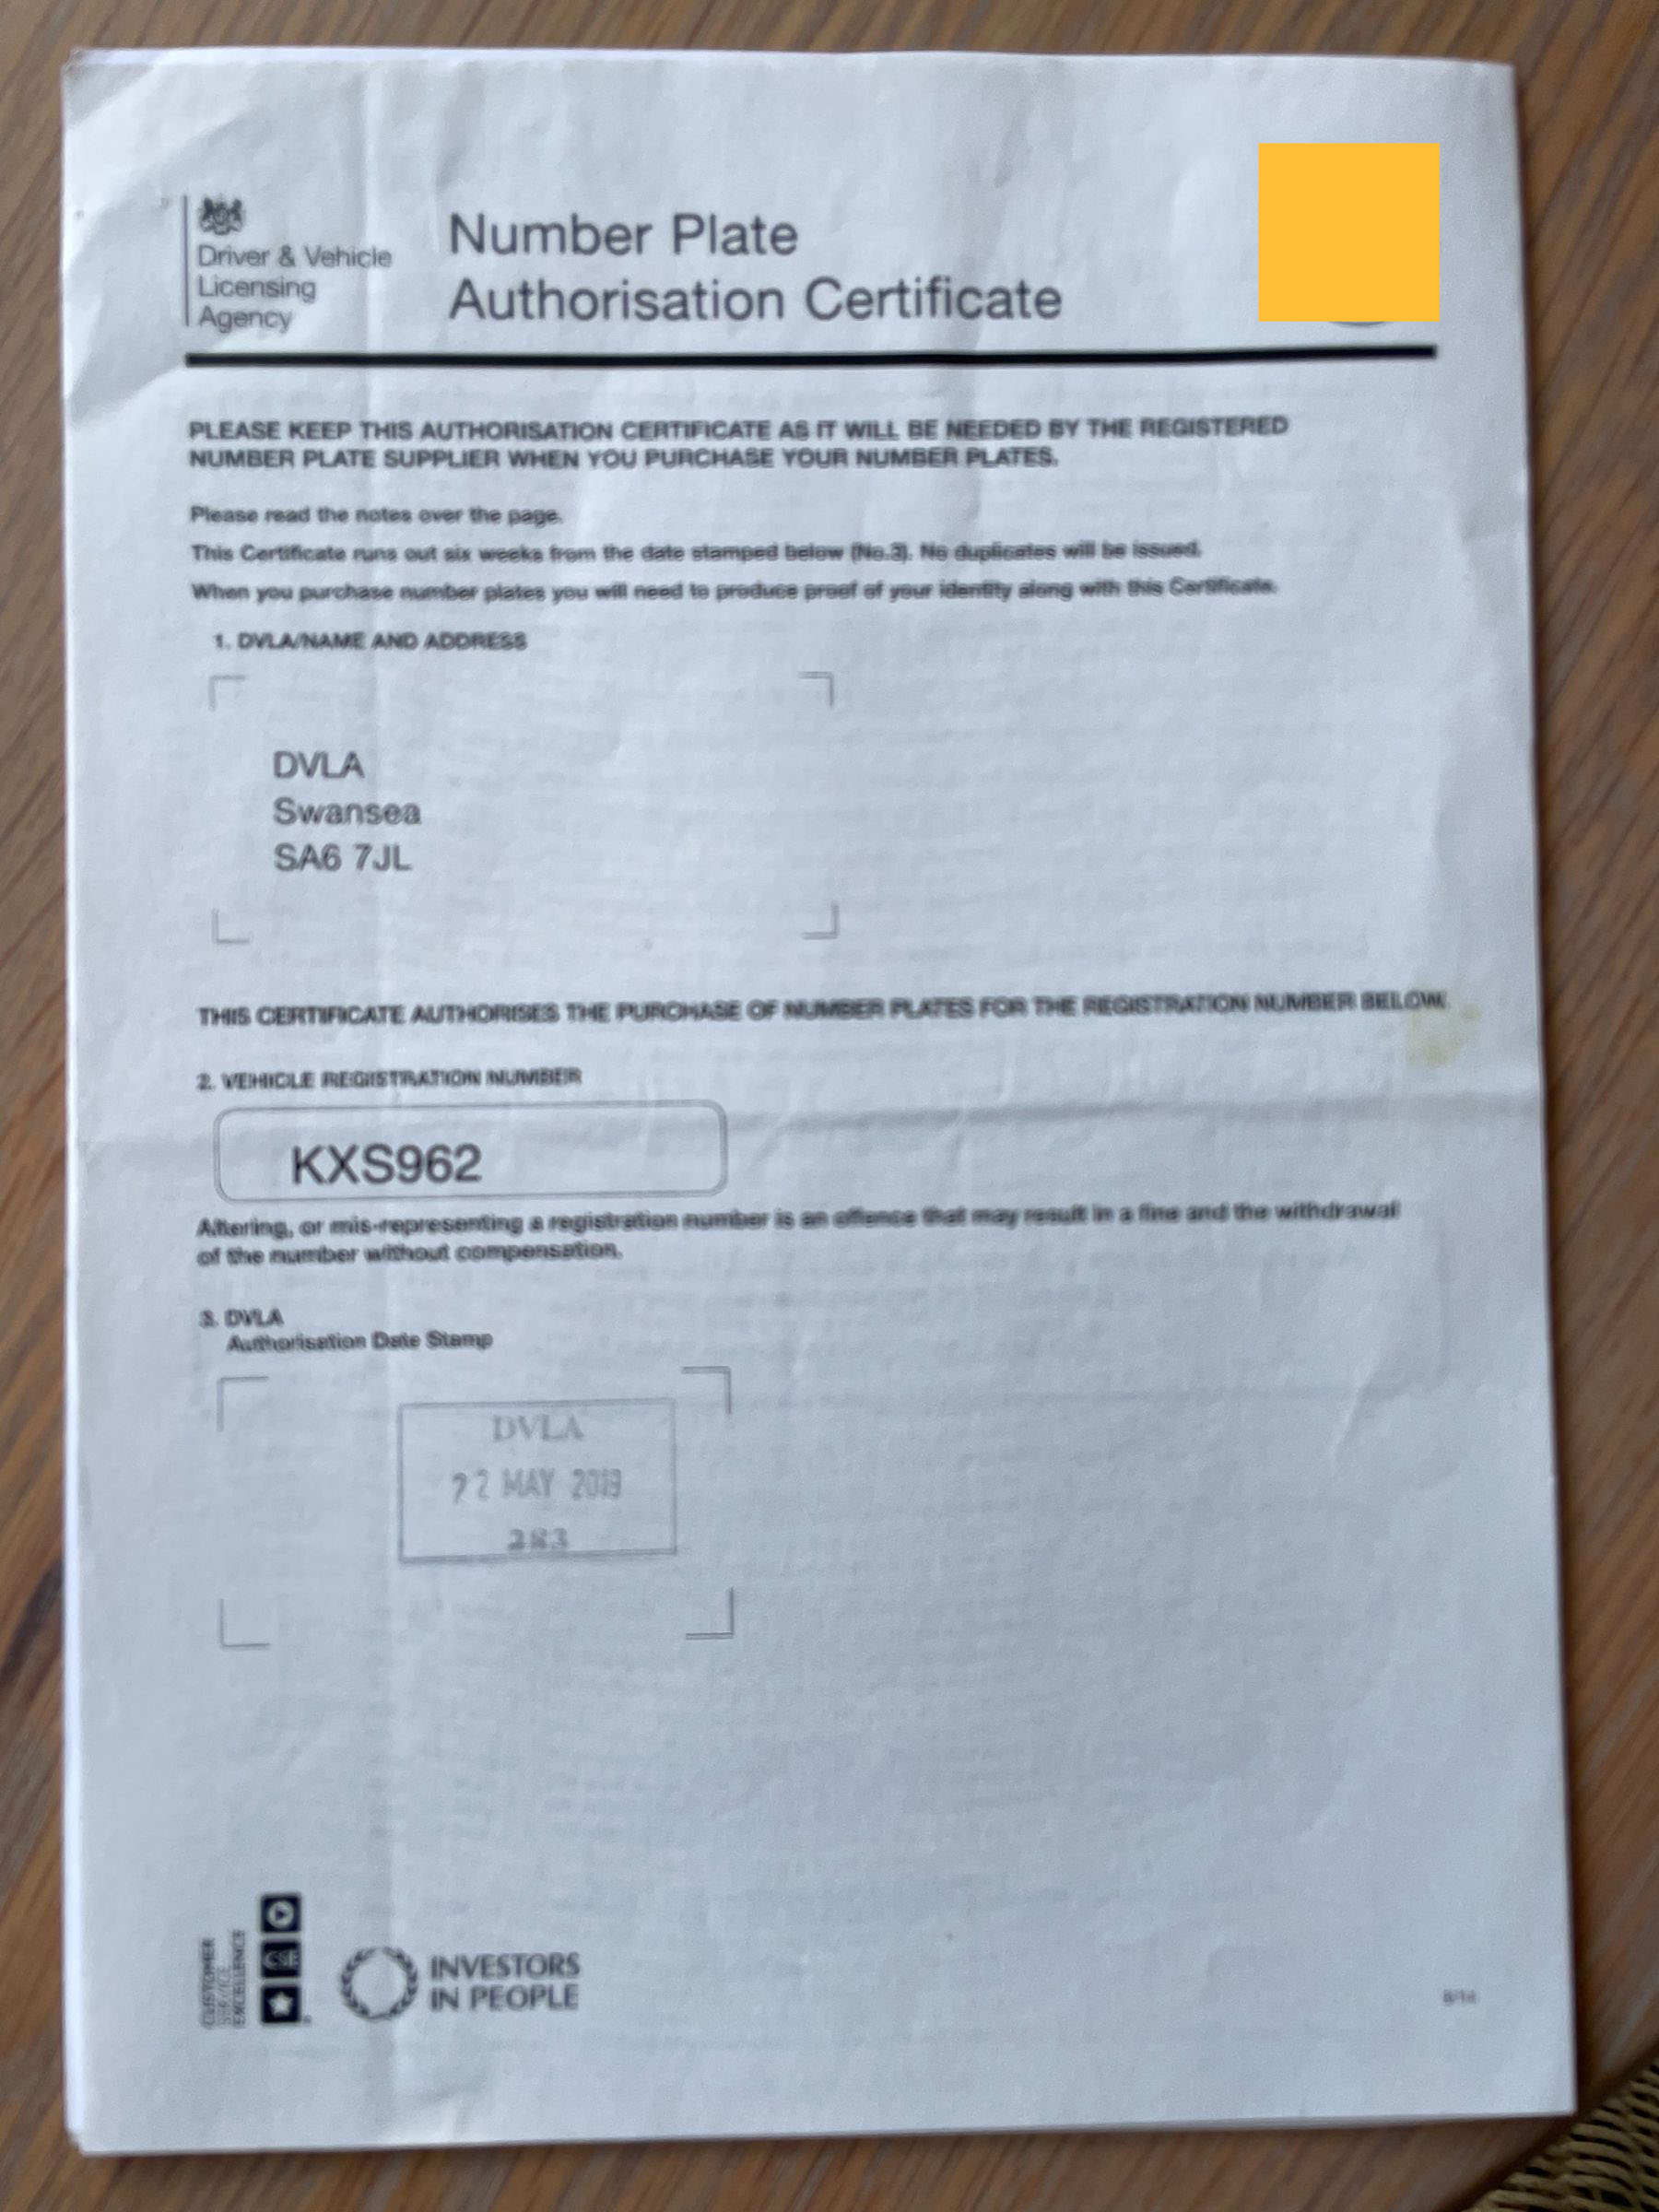 Driver & Vehicle
Licensing
Agency
Number Plate
Authorisation Certificate
PLEASE KEEP THIS AUTHORISATION CERTIFICATE AS IT WILL BE NEEDED BY THE REGISTERED
NUMBER PLATE SUPPLIER WHEN YOU PURCHASE YOUR NUMBER PLATES.
Please read the notes over the page.
This Certificate runs out six weeks from the date stamped below (No.3). No duplicates will be issued.
When you purchase number plates you will need to produce proof of your identity along with this Certificate.
1. DVLA/NAME AND ADDRESS
DVLA
Swansea
SA6 7JL
THIS CERTIFICATE AUTHORISES THE PURCHASE OF NUMBER PLATES FOR THE REGISTRATION NUMBER BELOW.
2. VEHICLE REGISTRATION NUMBER
KXS962
Altering, or mis-representing a registration number is an offence that may result in a fine and the withdrawal
of the number without compensation.
3. DVLA
Authorisation Date Stamp
DVLA
22 MAY 2019
283
CUSTOMER
SERVICE
EXCELLENCE
INVESTORS
IN PEOPLE